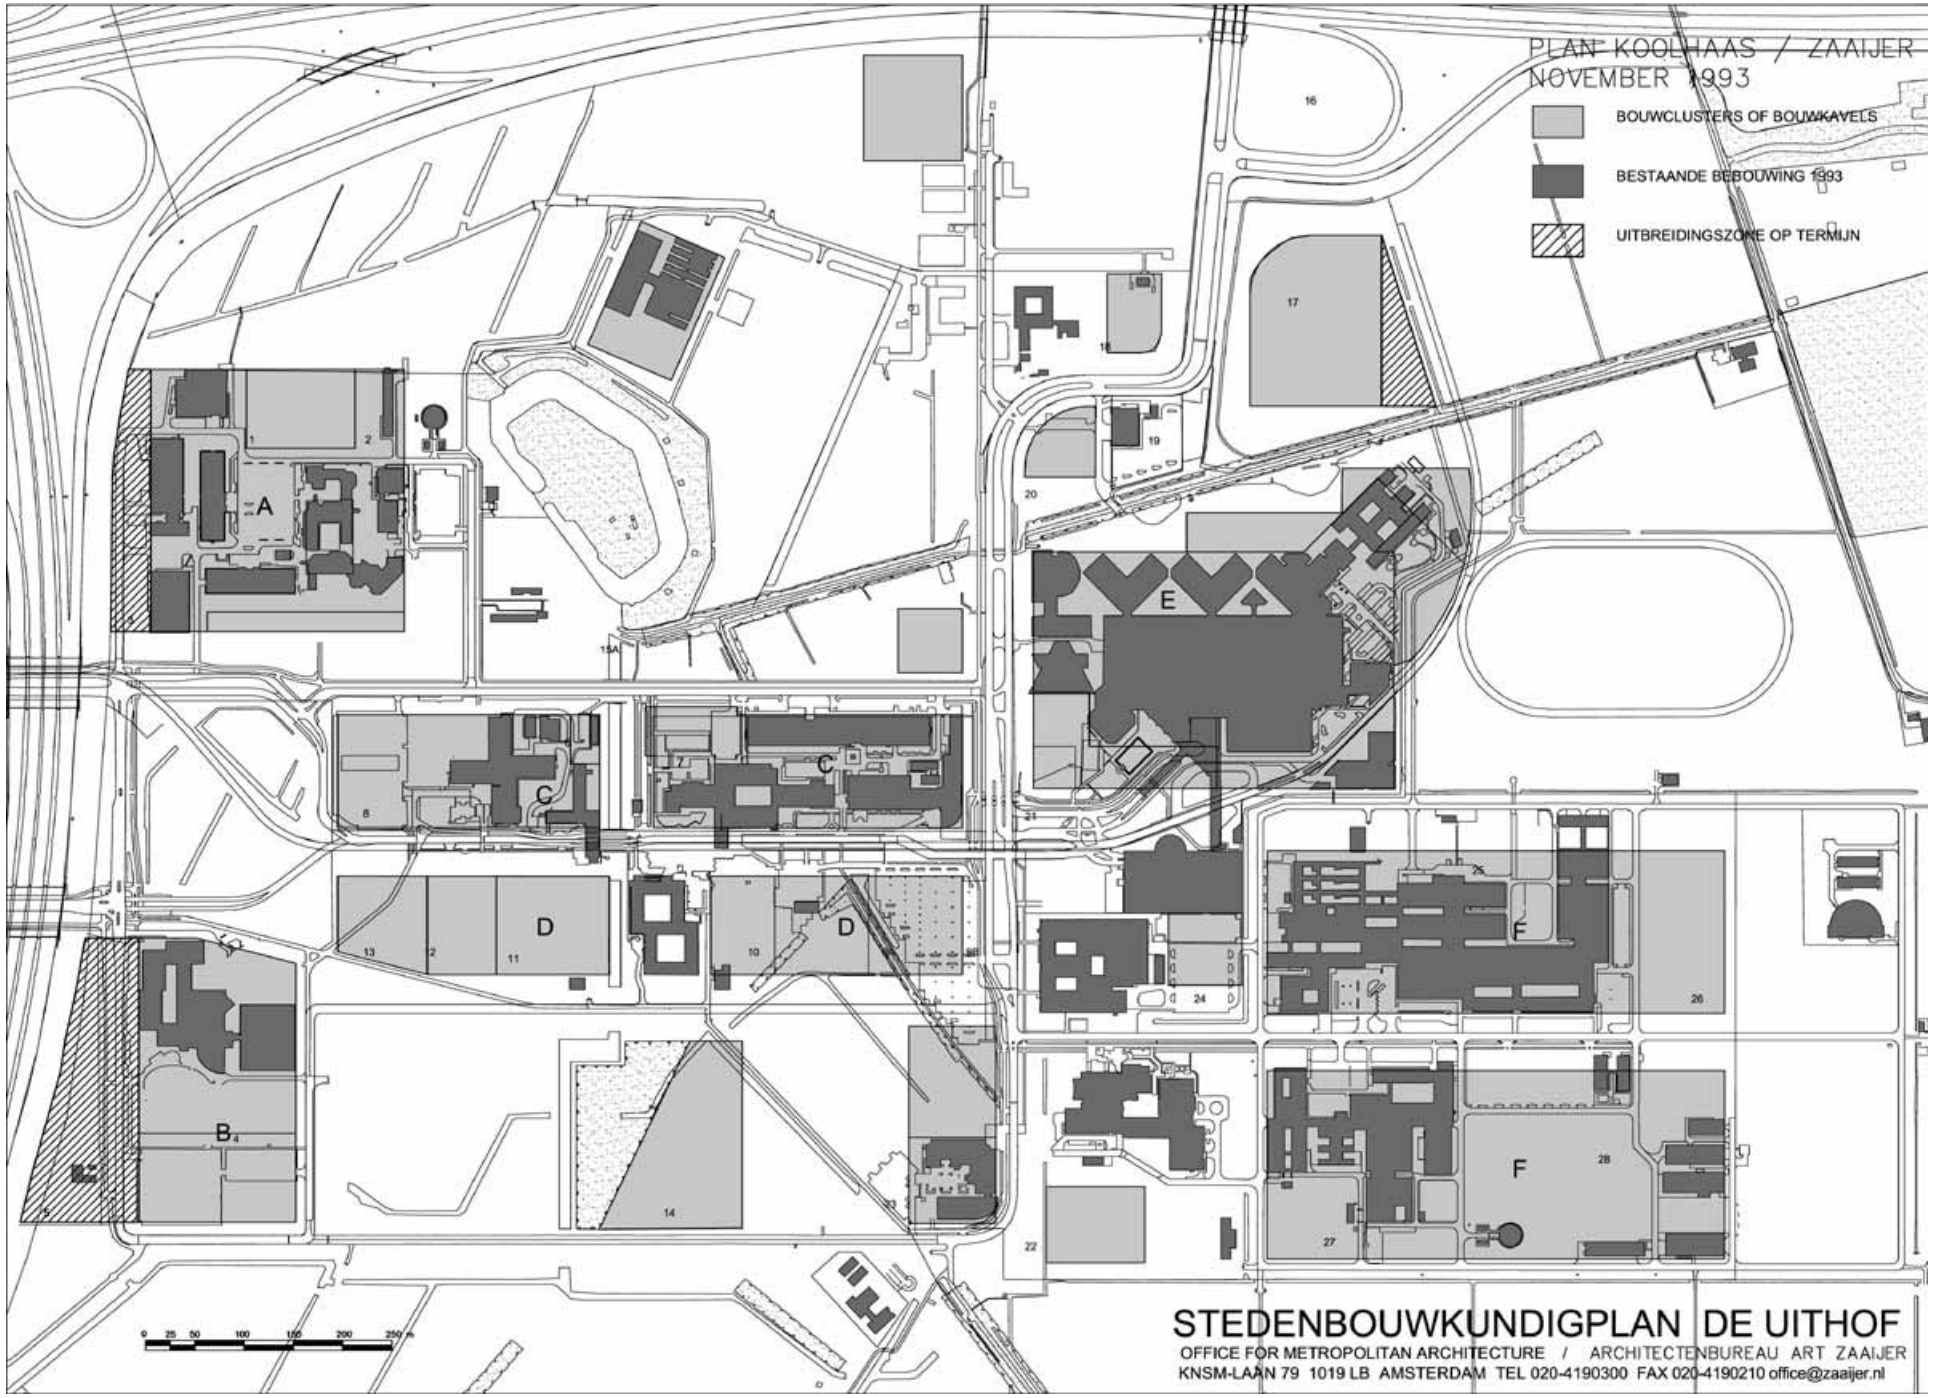 PLAN KOOLHAAS / ZAAIJER
NOVEMBER 1993
BOUWCLUSTERS OF BOUWKAVELS
BESTAANDE BEBOUWING 1993
UITBREIDINGSZONE OP TERMIJN
16
17
18
1
2
19
20
A
E
15A
7
C
C
8
21
25
D
D
F
13
12
11
10
24
26
B 4
28
F
5
14
23
22
27
0 25 50 100 150 200 250 m
STEDENBOUWKUNDIGPLAN DE UITHOF
OFFICE FOR METROPOLITAN ARCHITECTURE / ARCHITECTENBUREAU ART ZAAIJER
KNSM-LAAN 79 1019 LB AMSTERDAM TEL 020-4190300 FAX 020-4190210 office@zaaijer.nl